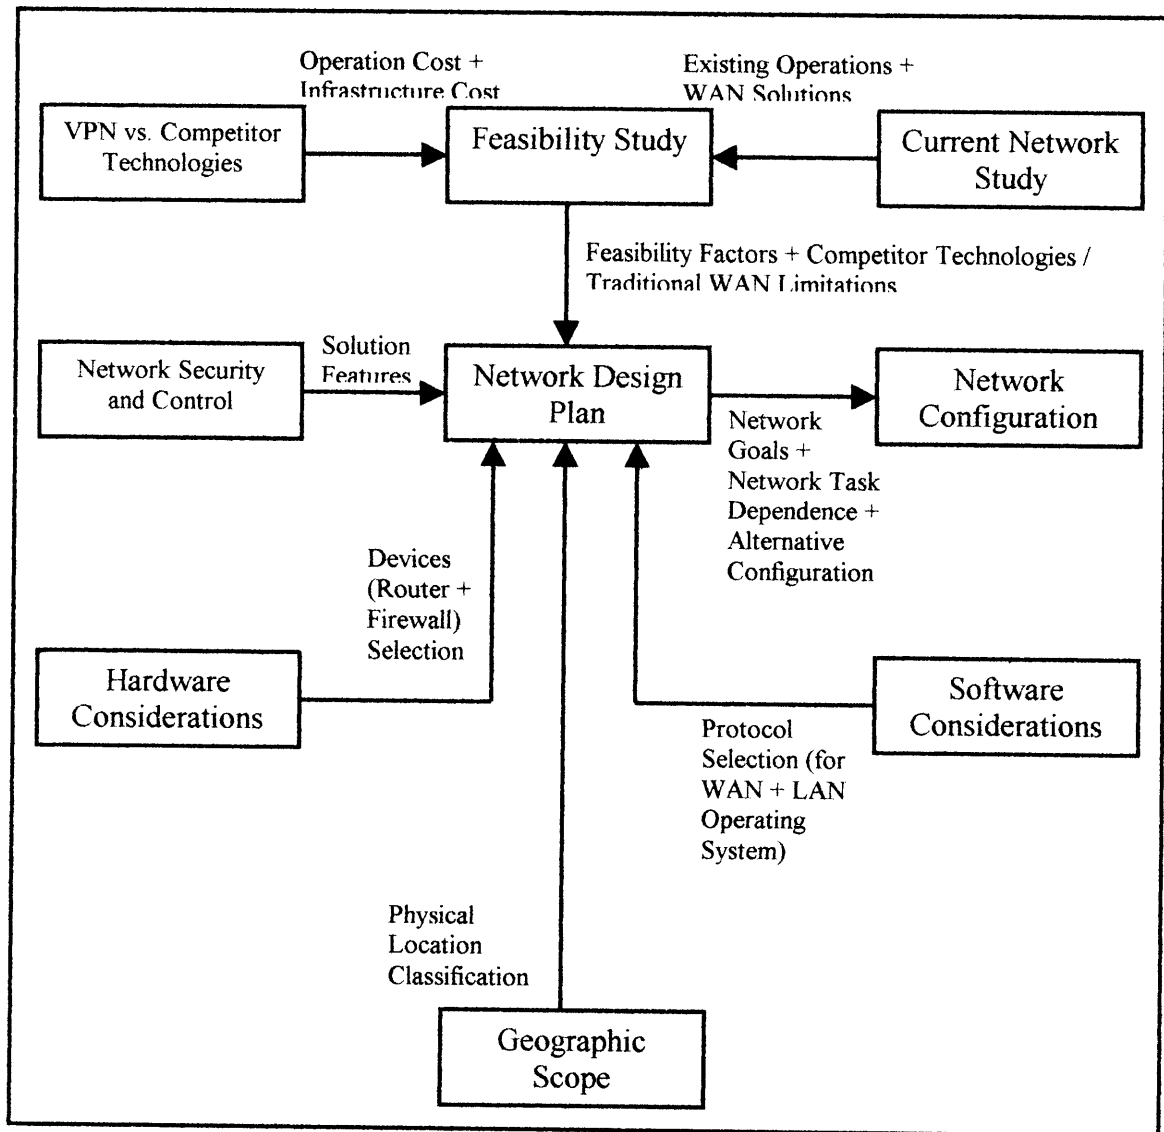 Operation Cost +
Infrastructure Cost
Existing Operations +
WAN Solutions
VPN vs. Competitor
Technologies
Feasibility Study
Current Network
Study
Feasibility Factors + Competitor Technologies /
Traditional WAN Limitations
Network Security
and Control
Solution
Features
Network Design
Plan
Network
Configuration
Network
Goals +
Network Task
Dependence +
Alternative
Configuration
Devices
(Router +
Firewall)
Selection
Hardware
Considerations
Software
Considerations
Protocol
Selection (for
WAN + LAN
Operating
System)
Physical
Location
Classification
Geographic
Scope